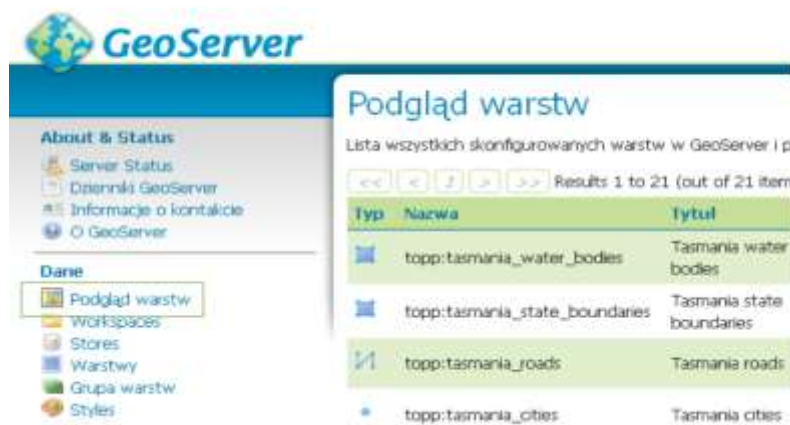 GeoServer
Podgląd warstw
Lista wszystkich skonfigurowanych warstw w GeoServer i p
<< < 1 > >> Results 1 to 21 (out of 21 item
Typ Nazwa Tytuł
topp:tasmania_water_bodies Tasmania water bodies
topp:tasmania_state_boundaries Tasmania state boundaries
topp:tasmania_roads Tasmania roads
topp:tasmania_cities Tasmania cities
About & Status
Server Status
Dzienniki GeoServer
Informacje o kontakcie
O GeoServer
Dane
Podgląd warstw
Workspaces
Stores
Warstwy
Grupa warstw
Styles